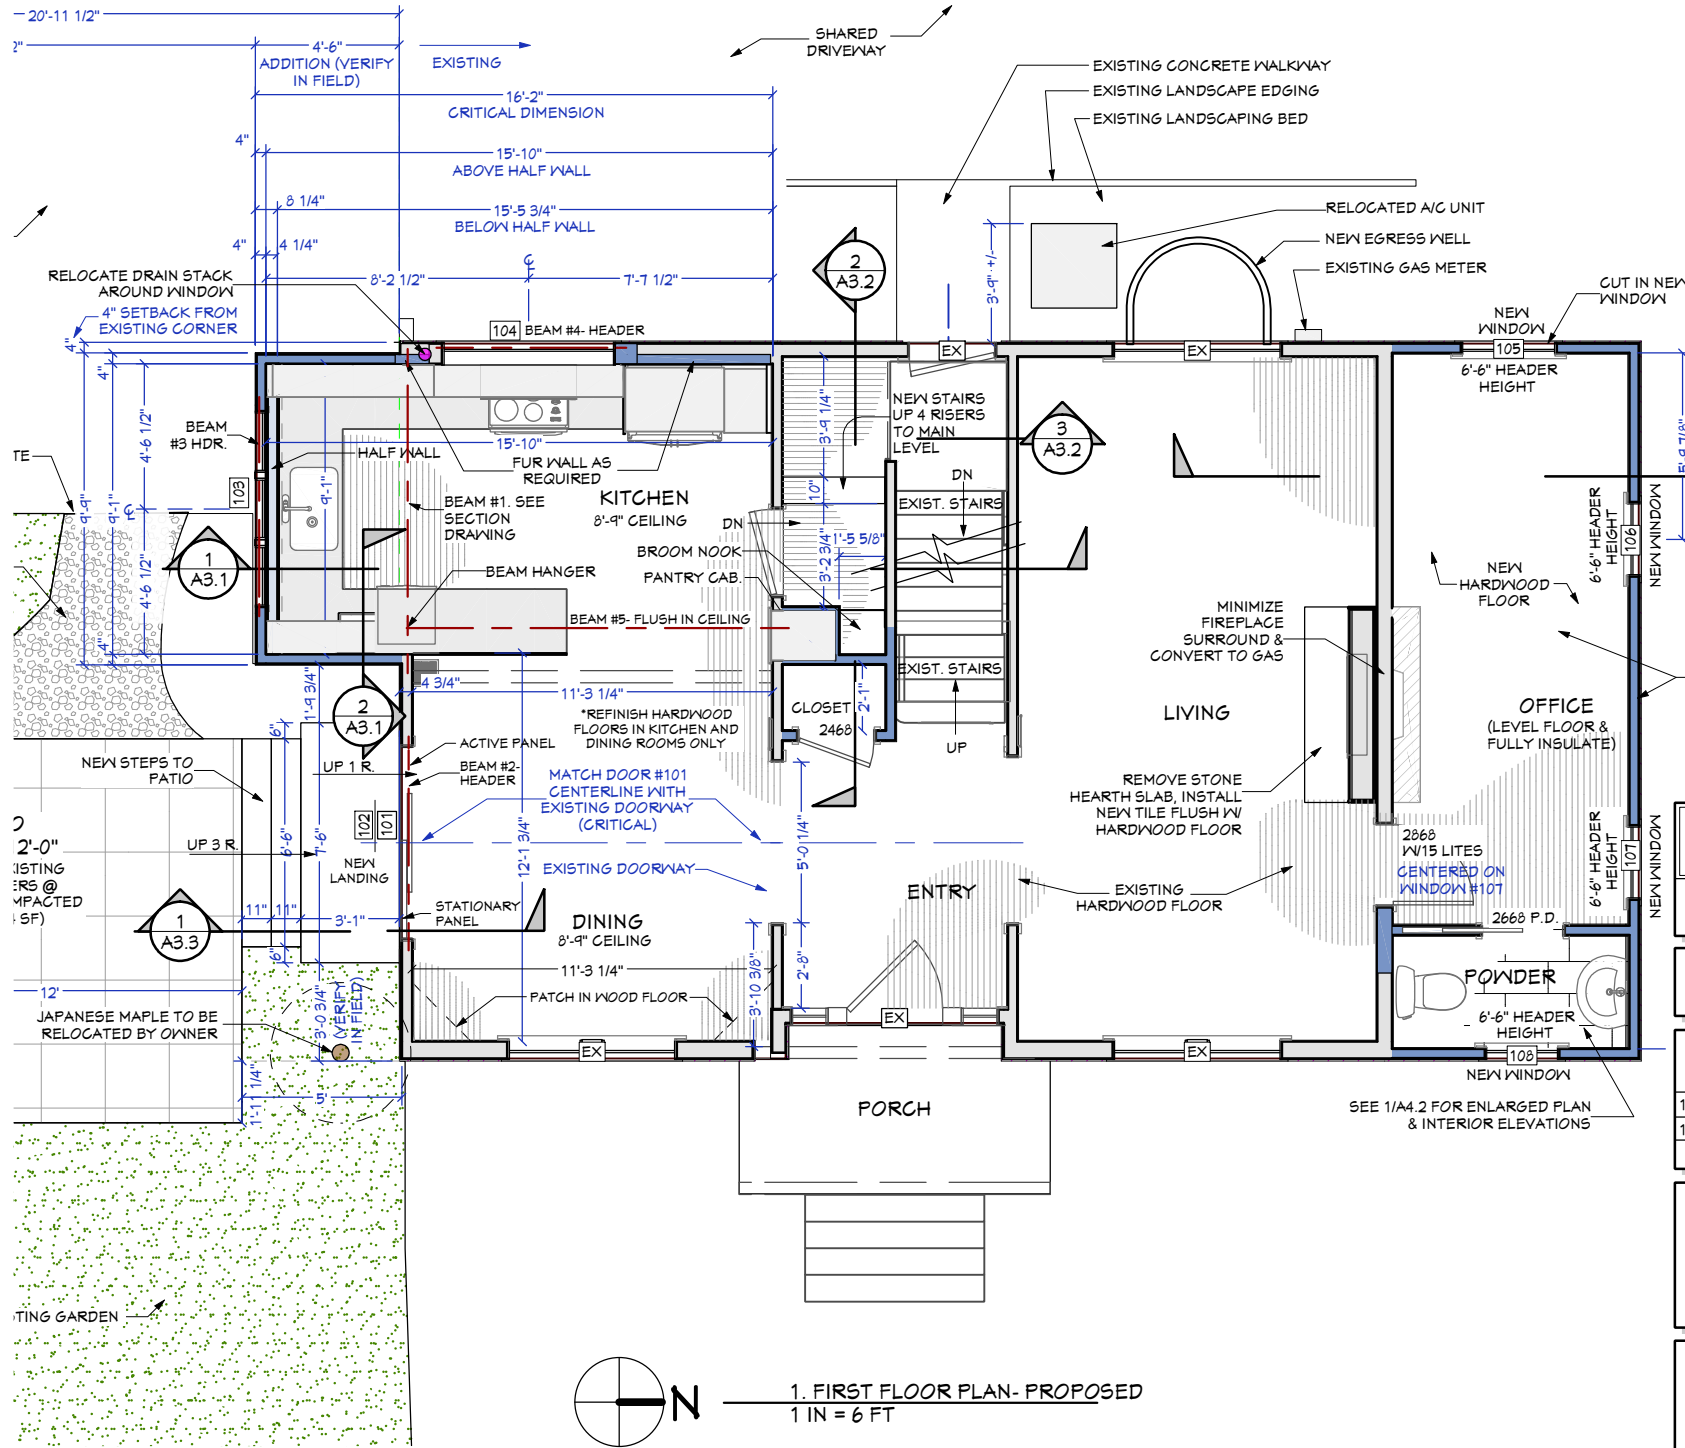 20'-11 1/2"
2"
4'-6"
ADDITION (VERIFY
IN FIELD)
EXISTING
16'-2"
CRITICAL DIMENSION
4"
15'-10"
ABOVE HALF WALL
8 1/4"
15'-5 3/4"
BELOW HALF WALL
4"
4 1/4"
8'-2 1/2"
7'-7 1/2"
SHARED
DRIVEWAY
EXISTING CONCRETE WALKWAY
EXISTING LANDSCAPE EDGING
EXISTING LANDSCAPING BED
RELOCATED A/C UNIT
NEW EGRESS WELL
EXISTING GAS METER
3'-9" +/-
CUT IN NEW
WINDOW
NEW
WINDOW
105
6'-6" HEADER
HEIGHT
RELOCATE DRAIN STACK
AROUND WINDOW
4" SETBACK FROM
EXISTING CORNER
104 BEAM #4- HEADER
2
A3.2
EX
EX
4"
4"
4'-6 1/2"
9'-9"
9'-1"
4'-6 1/2"
4"
BEAM
#3 HDR.
103
TE
15'-10"
HALF WALL
9'-1"
FUR WALL AS
REQUIRED
KITCHEN
8'-9" CEILING
BEAM #1. SEE
SECTION
DRAWING
BEAM HANGER
BEAM #5- FLUSH IN CEILING
DN
BROOM NOOK
PANTRY CAB.
3'-9 1/4"
10"
3'-2 3/4"
1'-5 5/8"
NEW STAIRS
UP 4 RISERS
TO MAIN
LEVEL
DN
EXIST. STAIRS
EXIST. STAIRS
UP
3
A3.2
5'-9 7/8"
6'-6" HEADER
HEIGHT
106
NEW WINDOW
NEW
HARDWOOD
FLOOR
MINIMIZE
FIREPLACE
SURROUND &
CONVERT TO GAS
1
A3.1
2
A3.1
4 3/4"
11'-3 1/4"
*REFINISH HARDWOOD
FLOORS IN KITCHEN AND
DINING ROOMS ONLY
CLOSET
2468
2'-1"
LIVING
OFFICE
(LEVEL FLOOR &
FULLY INSULATE)
1'-9 3/4"
6"
NEW STEPS TO
PATIO
UP 1 R.
ACTIVE PANEL
BEAM #2-
HEADER
MATCH DOOR #101
CENTERLINE WITH
EXISTING DOORWAY
(CRITICAL)
EXISTING DOORWAY
REMOVE STONE
HEARTH SLAB, INSTALL
NEW TILE FLUSH W/
HARDWOOD FLOOR
O
2'-0"
XISTING
ERS @
MPACTED
SF)
UP 3 R.
6'-6"
7'-6"
102
101
NEW
LANDING
12'-1 3/4"
5'-0 1/4"
2868
W/15 LITES
CENTERED ON
WINDOW #107
6'-6" HEADER
HEIGHT
107
NEW WINDOW
ENTRY
EXISTING
HARDWOOD FLOOR
1
A3.3
11"
11"
3'-1"
6"
STATIONARY
PANEL
DINING
8'-9" CEILING
11'-3 1/4"
PATCH IN WOOD FLOOR
3'-10 3/8"
2'-8"
2668 P.D.
POWDER
6'-6" HEADER
HEIGHT
12'
JAPANESE MAPLE TO BE
RELOCATED BY OWNER
3'-0 3/4"
(VERIFY
IN FIELD)
1'-1 1/4"
5'
EX
EX
EX
108
NEW WINDOW
PORCH
SEE 1/A4.2 FOR ENLARGED PLAN
& INTERIOR ELEVATIONS
TING GARDEN
N
1. FIRST FLOOR PLAN- PROPOSED
1 IN = 6 FT